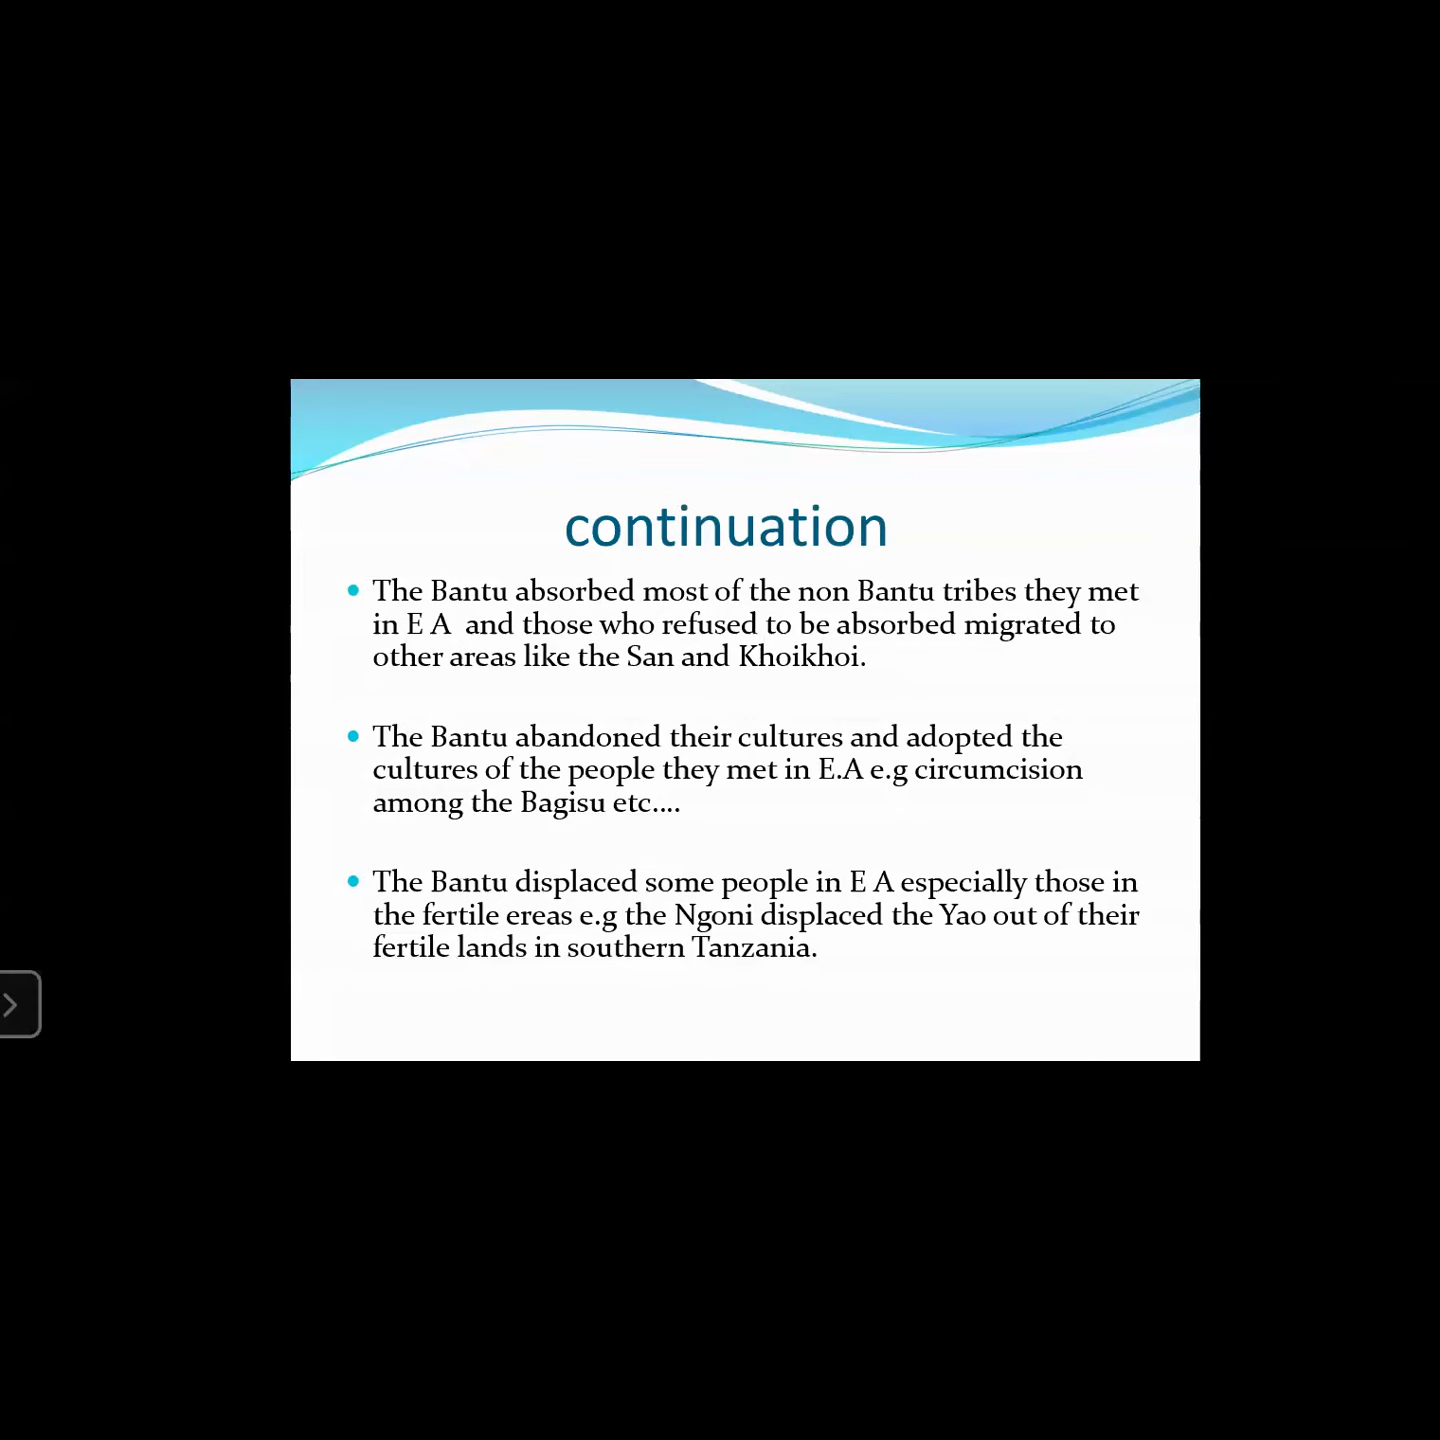 continuation
• The Bantu absorbed most of the non Bantu tribes they met
in E A  and those who refused to be absorbed migrated to
other areas like the San and Khoikhoi.
• The Bantu abandoned their cultures and adopted the
cultures of the people they met in E.A e.g circumcision
among the Bagisu etc....
• The Bantu displaced some people in E A especially those in
the fertile ereas e.g the Ngoni displaced the Yao out of their
fertile lands in southern Tanzania.